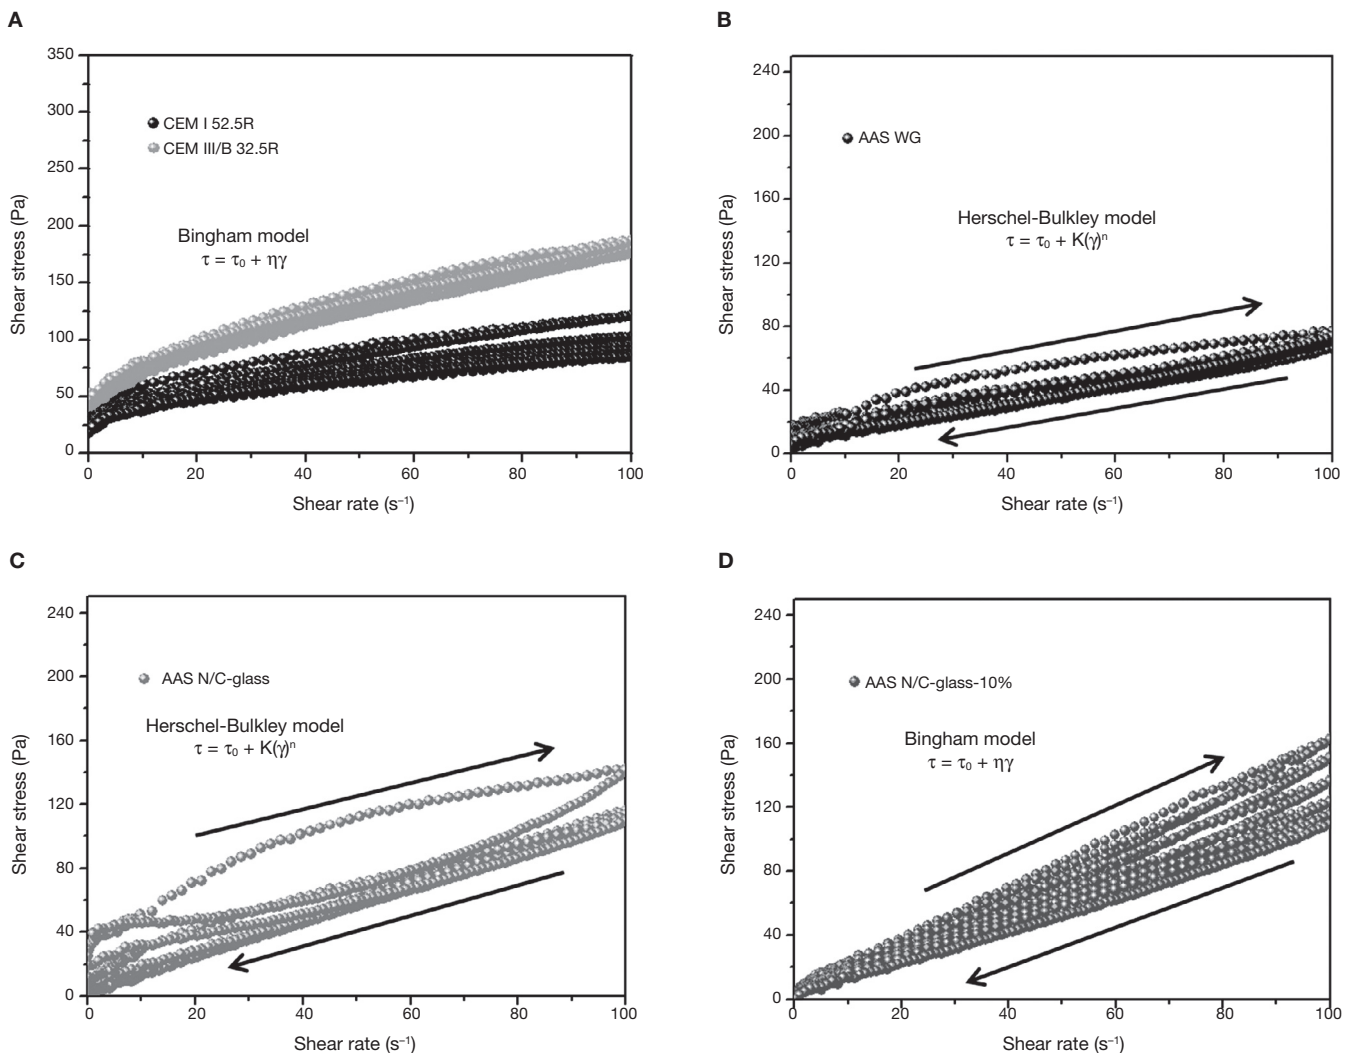 A
350
300
250
200
150
100
50
0
Shear stress (Pa)
CEM I 52.5R
CEM III/B 32.5R
Bingham model
τ = τ₀ + ηγ
0 20 40 60 80 100
Shear rate (s⁻¹)
B
240
200
160
120
80
40
0
Shear stress (Pa)
AAS WG
Herschel-Bulkley model
τ = τ₀ + K(γ)ⁿ
0 20 40 60 80 100
Shear rate (s⁻¹)
C
240
200
160
120
80
40
0
Shear stress (Pa)
AAS N/C-glass
Herschel-Bulkley model
τ = τ₀ + K(γ)ⁿ
0 20 40 60 80 100
Shear rate (s⁻¹)
D
240
200
160
120
80
40
0
Shear stress (Pa)
AAS N/C-glass-10%
Bingham model
τ = τ₀ + ηγ
0 20 40 60 80 100
Shear rate (s⁻¹)